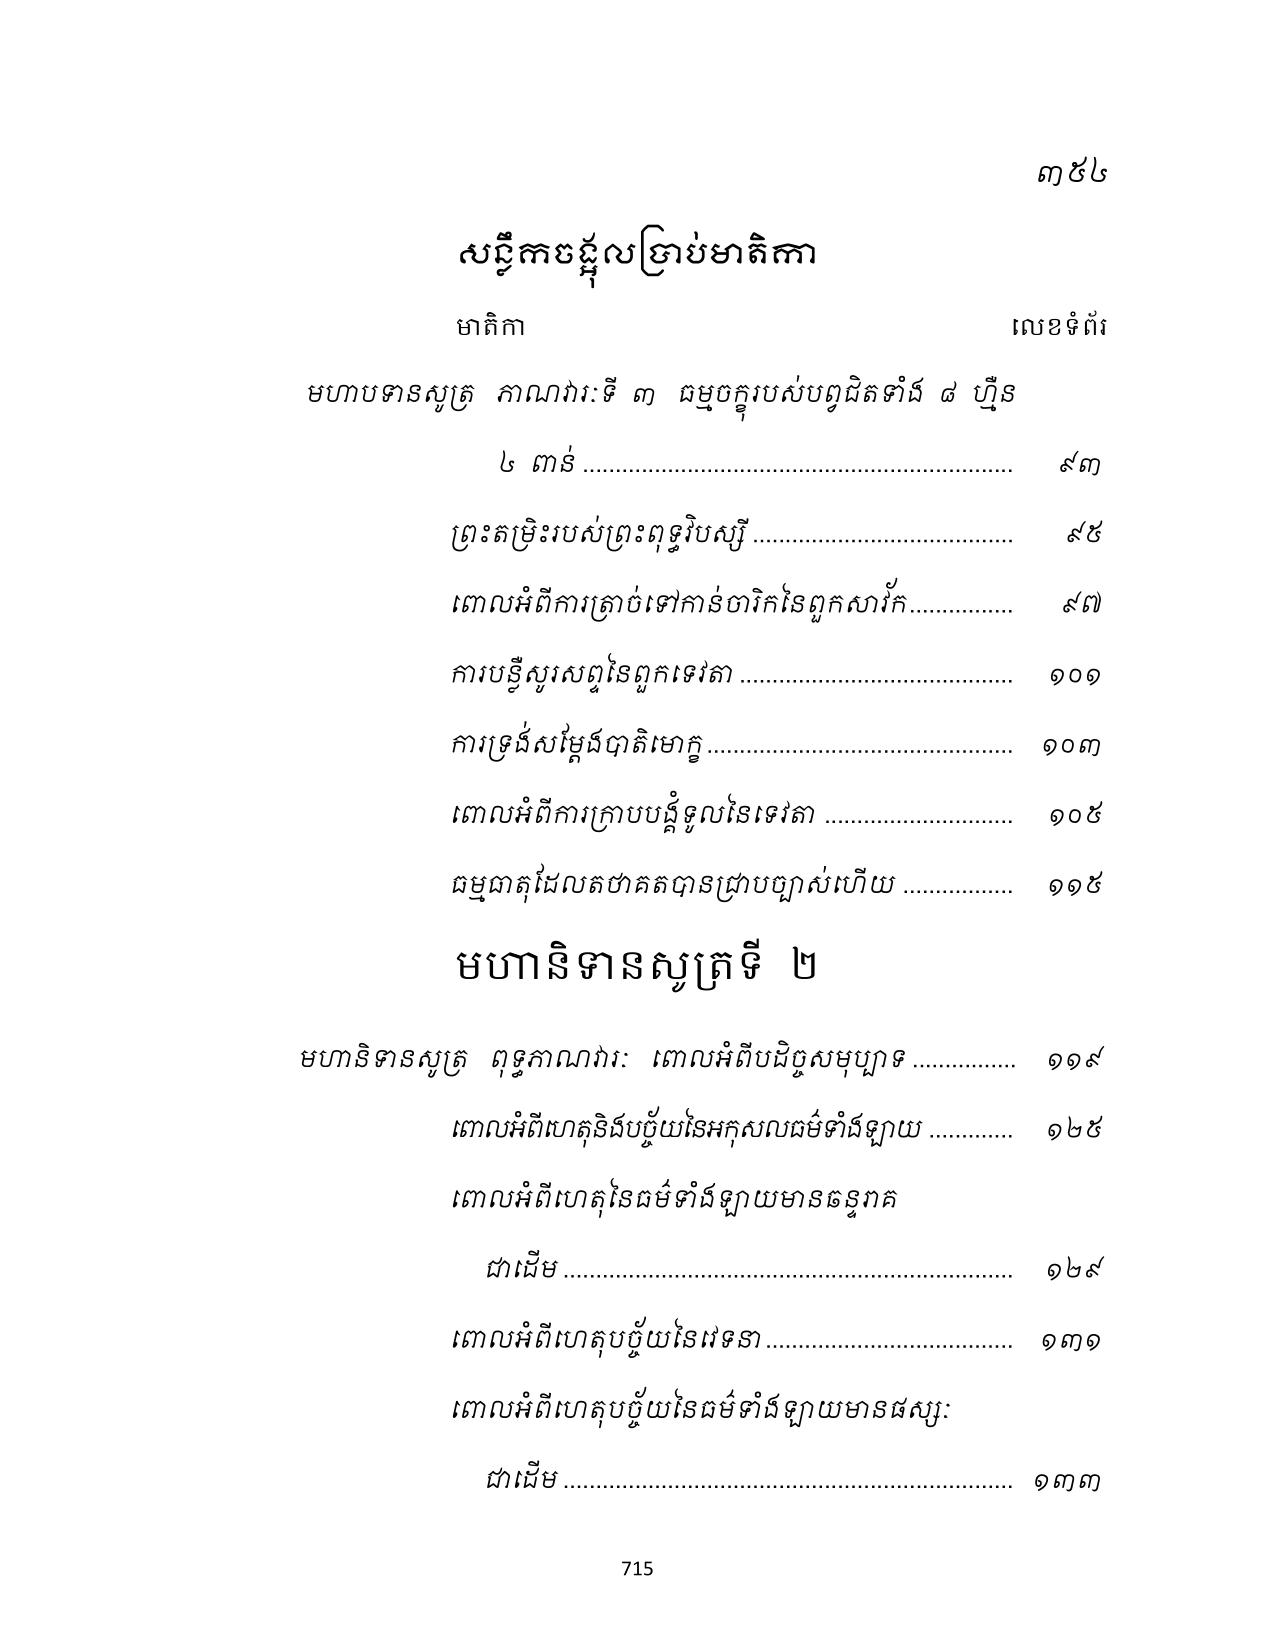 ៣៥៤
សន្លឹកចង្អុលប្រាប់មាតិកា
មាតិកា លេខទំព័រ
មហាបទានសូត្រ ភាណវារៈទី ៣ ធម្មចក្ខុរបស់បព្វជិតទាំង ៨ ហ្មឺន
៤ ពាន់ .................................................................. ៩៣
ព្រះតម្រិះរបស់ព្រះពុទ្ធវិបស្សី ........................................ ៩៥
ពោលអំពីការត្រាច់ទៅកាន់ចារិកនៃពួកសាវ័ក................ ៩៧
ការបន្លឺសូរសព្ទនៃពួកទេវតា .......................................... ១០១
ការទ្រង់សម្តែងបាតិមោក្ខ............................................... ១០៣
ពោលអំពីការក្រាបបង្គំទូលនៃទេវតា ............................. ១០៥
ធម្មធាតុដែលតថាគតបានជ្រាបច្បាស់ហើយ ................. ១១៥
មហានិទានសូត្រទី ២
មហានិទានសូត្រ ពុទ្ធភាណវារៈ ពោលអំពីបដិច្ចសមុប្បាទ ................ ១១៩
ពោលអំពីហេតុនិងបច្ច័យនៃអកុសលធម៌ទាំងឡាយ ............. ១២៥
ពោលអំពីហេតុនៃធម៌ទាំងឡាយមានឆន្ទរាគ
ជាដើម ..................................................................... ១២៩
ពោលអំពីហេតុបច្ច័យនៃវេទនា...................................... ១៣១
ពោលអំពីហេតុបច្ច័យនៃធម៌ទាំងឡាយមានផស្សៈ
ជាដើម ..................................................................... ១៣៣
715